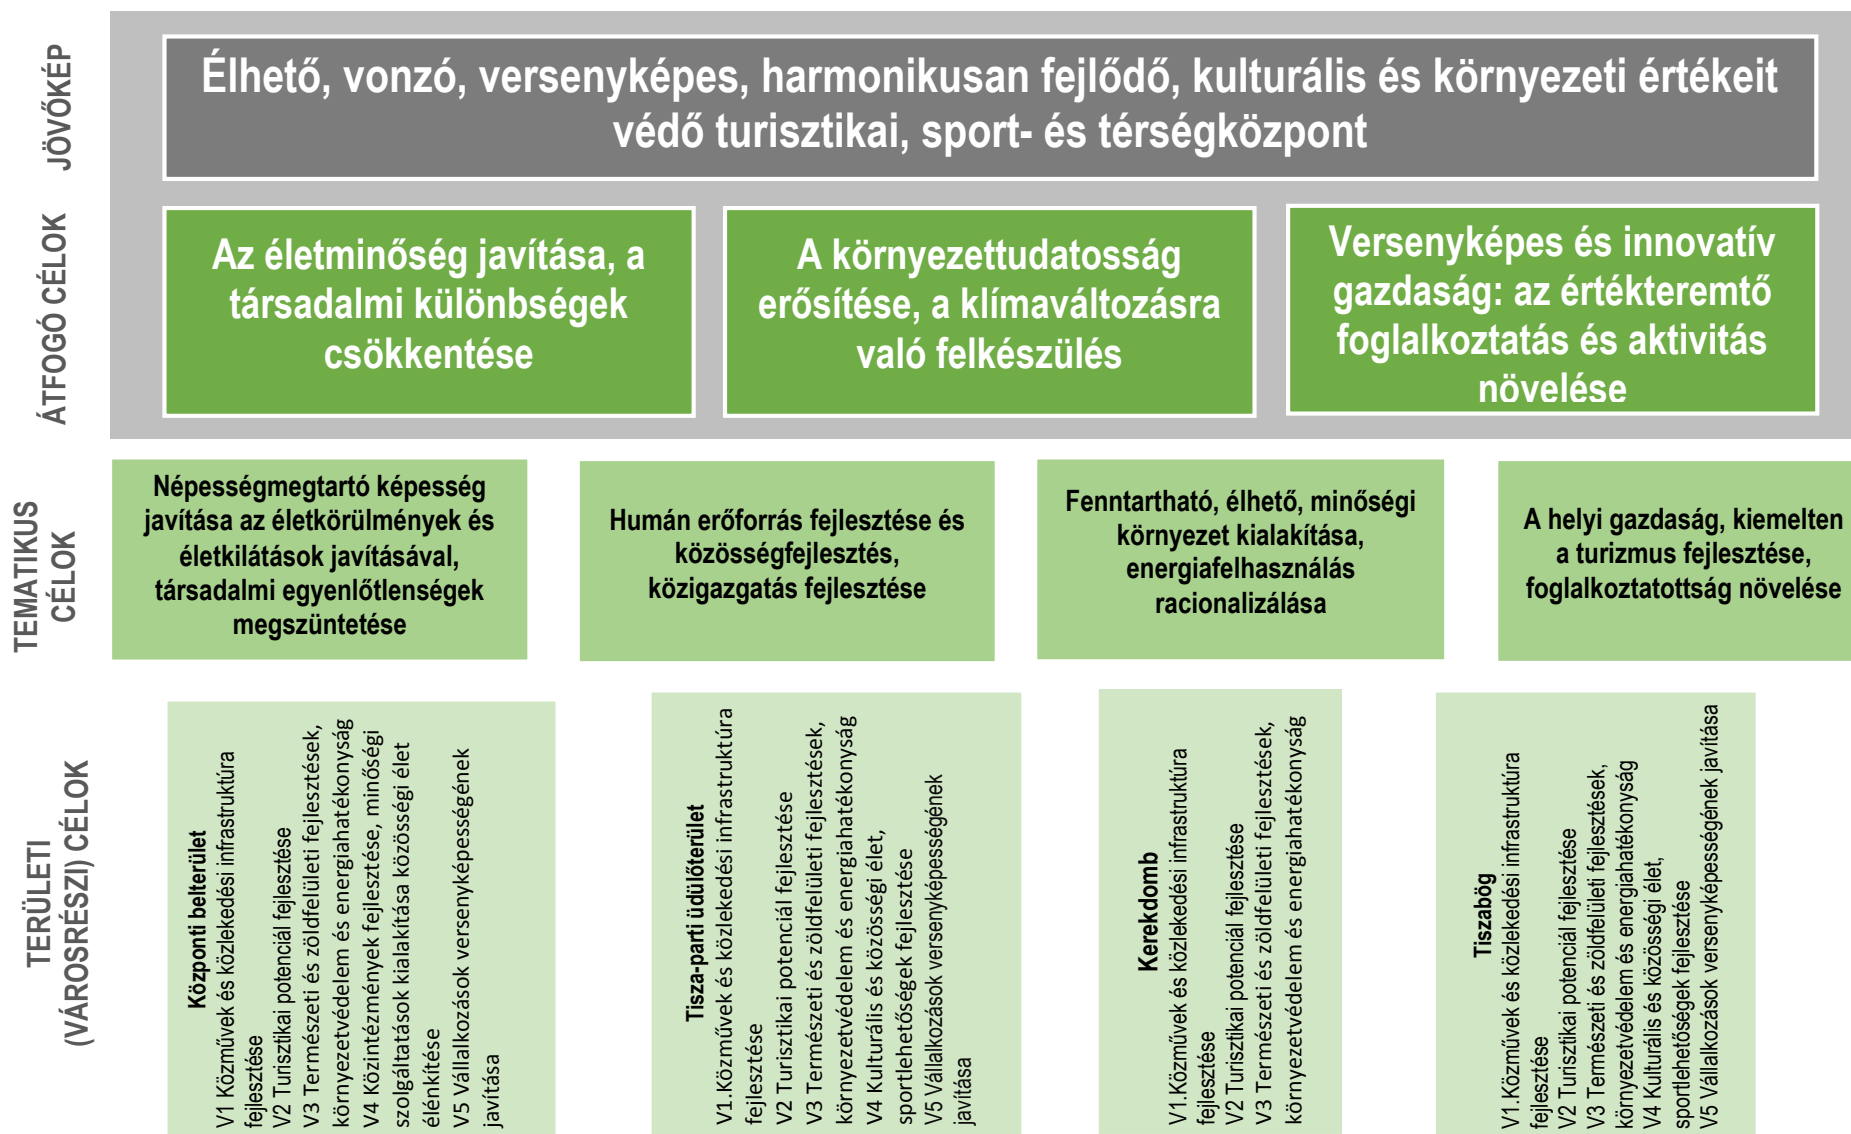 JÖVŐKÉP
Élhető, vonzó, versenyképes, harmonikusan fejlődő, kulturális és környezeti értékeit
védő turisztikai, sport- és térségközpont
ÁTFOGÓ CÉLOK
Az életminőség javítása, a
társadalmi különbségek
csökkentése
A környezettudatosság
erősítése, a klímaváltozásra
való felkészülés
Versenyképes és innovatív
gazdaság: az értékteremtő
foglalkoztatás és aktivitás
növelése
TEMATIKUS
CÉLOK
Népességmegtartó képesség
javítása az életkörülmények és
életkilátások javításával,
társadalmi egyenlőtlenségek
megszüntetése
Humán erőforrás fejlesztése és
közösségfejlesztés,
közigazgatás fejlesztése
Fenntartható, élhető, minőségi
környezet kialakítása,
energiafelhasználás
racionalizálása
A helyi gazdaság, kiemelten
a turizmus fejlesztése,
foglalkoztatottság növelése
TERÜLETI
(VÁROSRÉSZI) CÉLOK
Központi belterület
V1 Közművek és közlekedési infrastruktúra
fejlesztése
V2 Turisztikai potenciál fejlesztése
V3 Természeti és zöldfelületi fejlesztések,
környezetvédelem és energiahatékonyság
V4 Közintézmények fejlesztése, minőségi
szolgáltatások kialakítása közösségi élet
élénkítése
V5 Vállalkozások versenyképességének
javítása
Tisza-parti üdülőterület
V1.Közművek és közlekedési infrastruktúra
fejlesztése
V2 Turisztikai potenciál fejlesztése
V3 Természeti és zöldfelületi fejlesztések,
környezetvédelem és energiahatékonyság
V4 Kulturális és közösségi élet,
sportlehetőségek fejlesztése
V5 Vállalkozások versenyképességének
javítása
Kerekdomb
V1.Közművek és közlekedési infrastruktúra
fejlesztése
V2 Turisztikai potenciál fejlesztése
V3 Természeti és zöldfelületi fejlesztések,
környezetvédelem és energiahatékonyság
Tiszabög
V1.Közművek és közlekedési infrastruktúra
fejlesztése
V2 Turisztikai potenciál fejlesztése
V3 Természeti és zöldfelületi fejlesztések,
környezetvédelem és energiahatékonyság
V4 Kulturális és közösségi élet,
sportlehetőségek fejlesztése
V5 Vállalkozások versenyképességének javítása